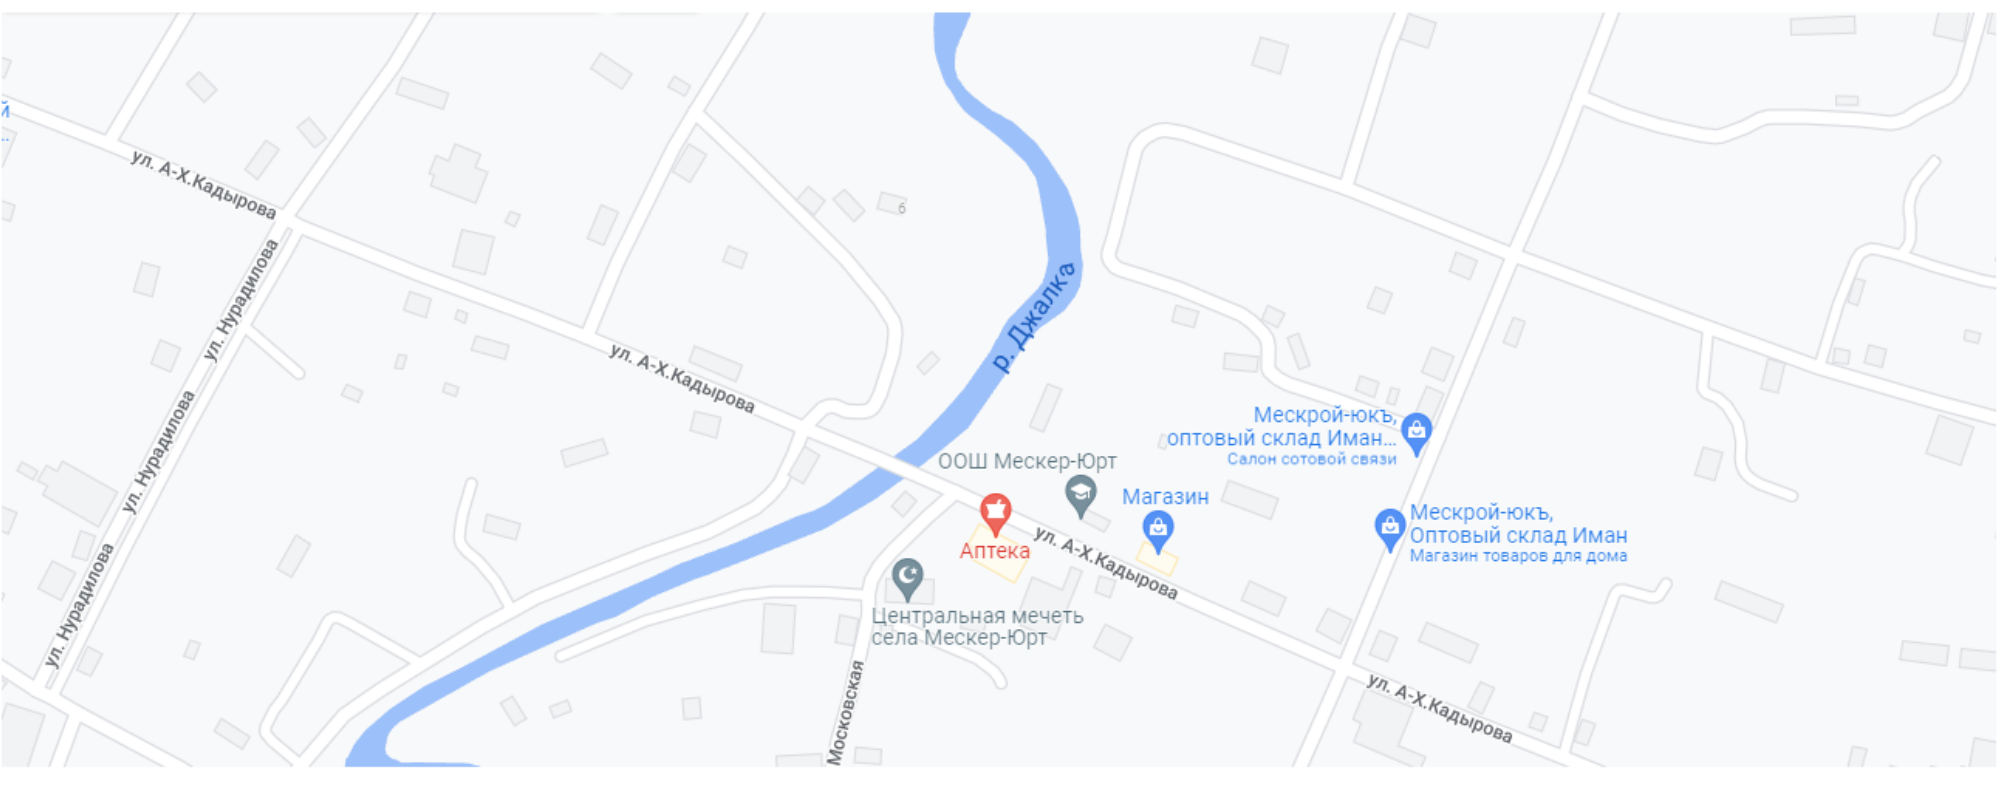 й
..
ул. А-Х.Кадырова
6
ул. Нурадилова
р. Джалка
ул. А-Х.Кадырова
ул. Нурадилова
Мескрой-юкъ,
оптовый склад Иман...
Салон сотовой связи
ООШ Мескер-Юрт
Магазин
Мескрой-юкъ,
Оптовый склад Иман
Магазин товаров для дома
Аптека
ул. А-Х.Кадырова
ул. Нурадилова
Центральная мечеть
села Мескер-Юрт
Московская
ул. А-Х.Кадырова